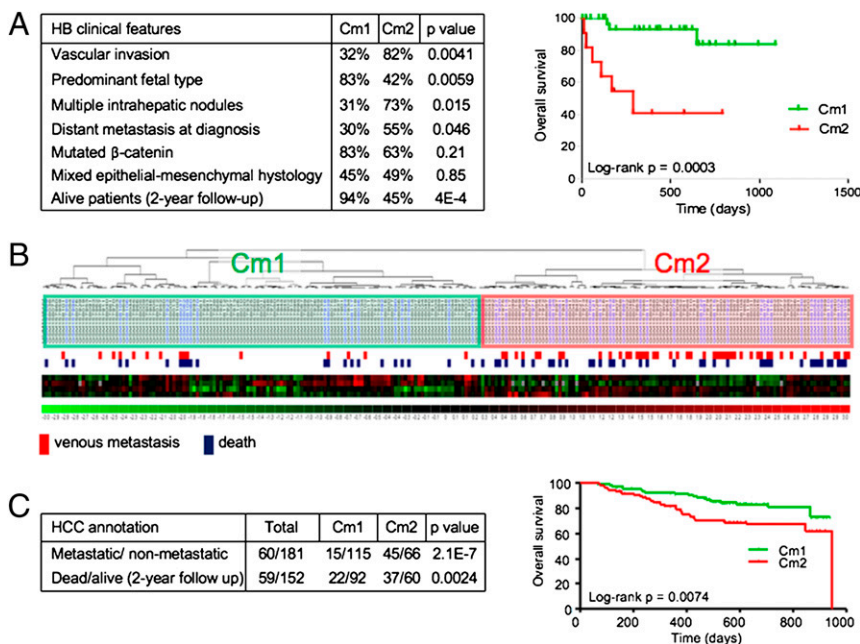 A
HB clinical features Cm1 Cm2 p value
Vascular invasion 32% 82% 0.0041
Predominant fetal type 83% 42% 0.0059
Multiple intrahepatic nodules 31% 73% 0.015
Distant metastasis at diagnosis 30% 55% 0.046
Mutated β-catenin 83% 63% 0.21
Mixed epithelial-mesenchymal hystology 45% 49% 0.85
Alive patients (2-year follow-up) 94% 45% 4E-4
Overall survival
100
80
60
40
20
0
Cm1
Cm2
Log-rank p = 0.0003
0 500 1000 1500
Time (days)
B
Cm1 Cm2
venous metastasis death
C
HCC annotation Total Cm1 Cm2 p value
Metastatic/ non-metastatic 60/181 15/115 45/66 2.1E-7
Dead/alive (2-year follow up) 59/152 22/92 37/60 0.0024
Overall survival
100
80
60
40
20
0
Cm1
Cm2
Log-rank p = 0.0074
0 200 400 600 800 1000
Time (days)